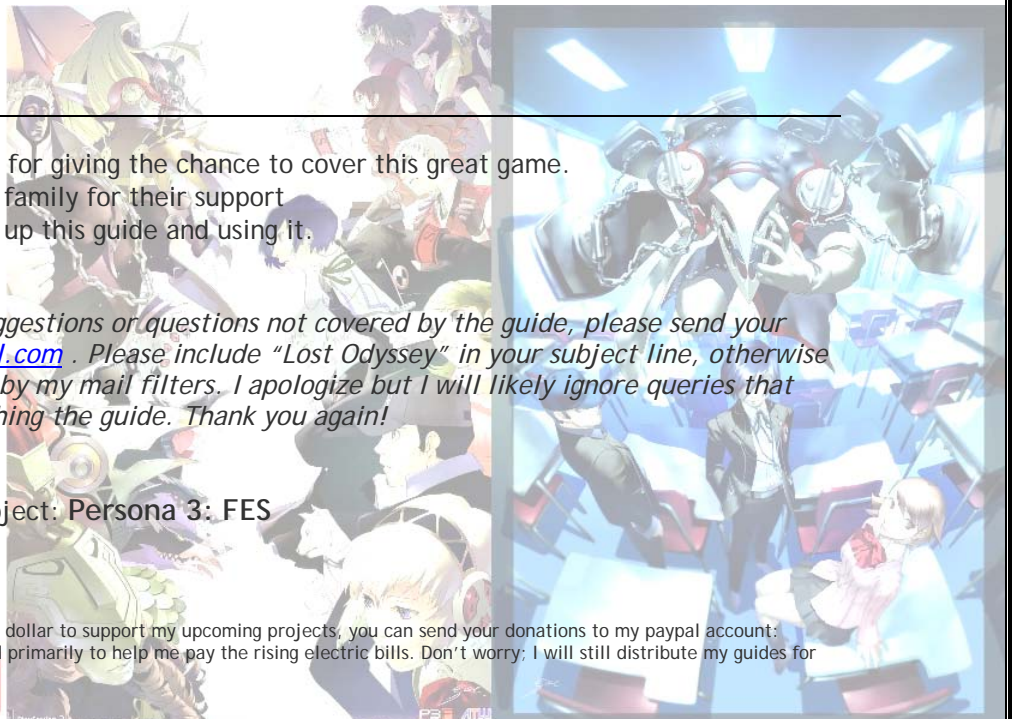 for giving the chance to cover this great game.
family for their support
up this guide and using it.
ggestions or questions not covered by the guide, please send your
l.com . Please include “Lost Odyssey” in your subject line, otherwise
by my mail filters. I apologize but I will likely ignore queries that
hing the guide. Thank you again!
ject: Persona 3: FES
dollar to support my upcoming projects, you can send your donations to my paypal account:
d primarily to help me pay the rising electric bills. Don’t worry; I will still distribute my guides for
P3